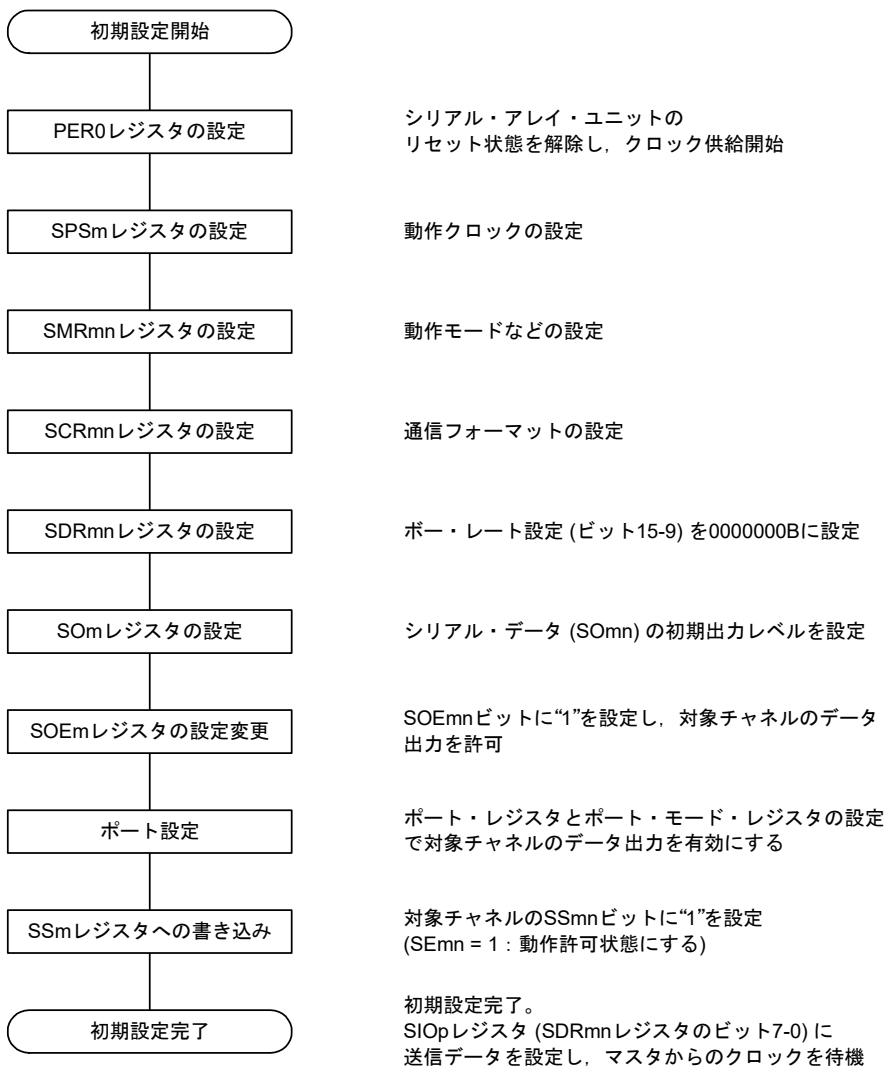 初期設定開始
PER0レジスタの設定
シリアル・アレイ・ユニットの
リセット状態を解除し，クロック供給開始
SPSmレジスタの設定
動作クロックの設定
SMRmnレジスタの設定
動作モードなどの設定
SCRmnレジスタの設定
通信フォーマットの設定
SDRmnレジスタの設定
ボー・レート設定 (ビット15-9) を0000000Bに設定
SOmレジスタの設定
シリアル・データ (SOmn) の初期出力レベルを設定
SOEmレジスタの設定変更
SOEmnビットに“1”を設定し，対象チャネルのデータ
出力を許可
ポート設定
ポート・レジスタとポート・モード・レジスタの設定
で対象チャネルのデータ出力を有効にする
SSmレジスタへの書き込み
対象チャネルのSSmnビットに“1”を設定
(SEmn = 1：動作許可状態にする)
初期設定完了
初期設定完了。
SIOpレジスタ (SDRmnレジスタのビット7-0) に
送信データを設定し，マスタからのクロックを待機